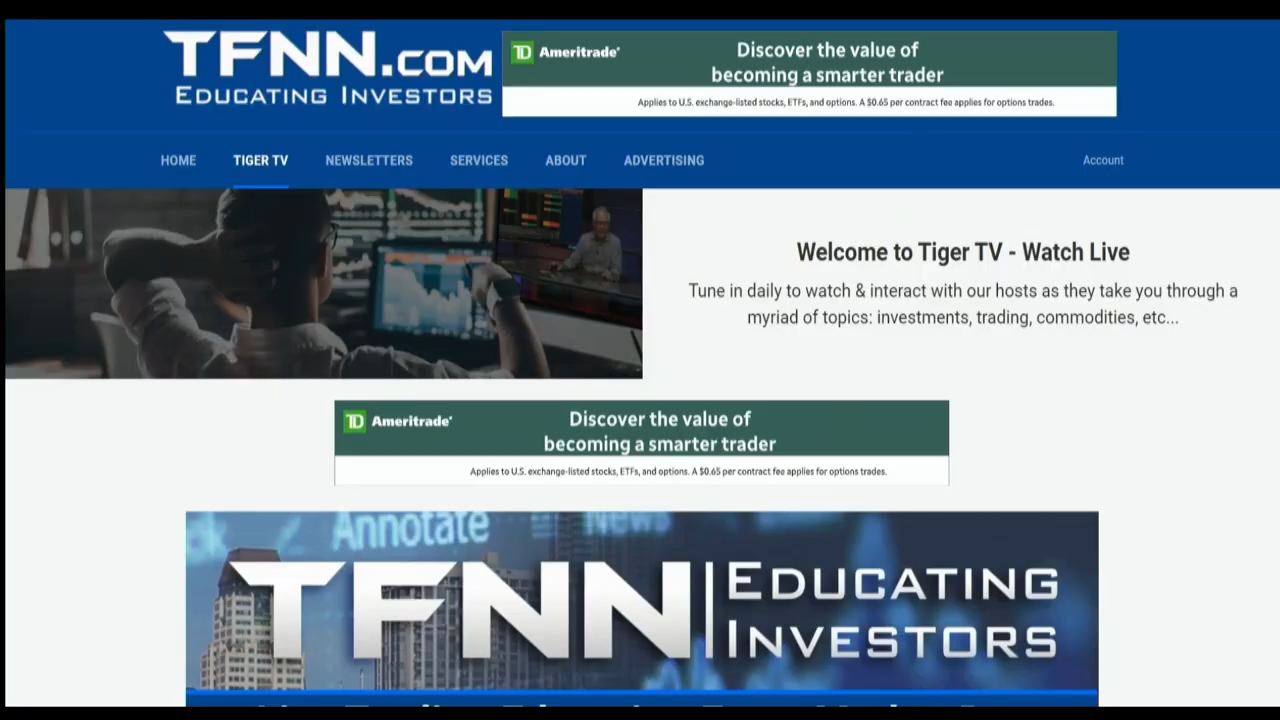 TFNN.COM
EDUCATING INVESTORS
TD Ameritrade
Discover the value of
becoming a smarter trader
Applies to U.S. exchange-listed stocks, ETFs, and options. A $0.65 per contract fee applies for options trades.
HOME TIGER TV NEWSLETTERS SERVICES ABOUT ADVERTISING Account
Welcome to Tiger TV - Watch Live
Tune in daily to watch & interact with our hosts as they take you through a
myriad of topics: investments, trading, commodities, etc...
TD Ameritrade
Discover the value of
becoming a smarter trader
Applies to U.S. exchange-listed stocks, ETFs, and options. A $0.65 per contract fee applies for options trades.
Annotate News
TFNN EDUCATING
INVESTORS